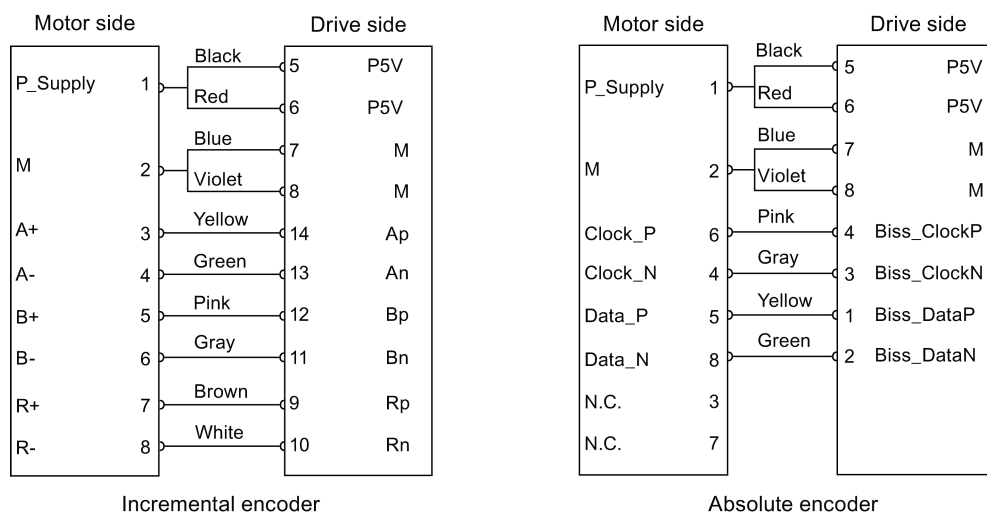 Motor side
Drive side
P_Supply 1 Black 5 P5V
Red 6 P5V
M 2 Blue 7 M
Violet 8 M
A+ 3 Yellow 14 Ap
A- 4 Green 13 An
B+ 5 Pink 12 Bp
B- 6 Gray 11 Bn
R+ 7 Brown 9 Rp
R- 8 White 10 Rn
Incremental encoder
Motor side
Drive side
P_Supply 1 Black 5 P5V
Red 6 P5V
M 2 Blue 7 M
Violet 8 M
Clock_P 6 Pink 4 Biss_ClockP
Clock_N 4 Gray 3 Biss_ClockN
Data_P 5 Yellow 1 Biss_DataP
Data_N 8 Green 2 Biss_DataN
N.C. 3
N.C. 7
Absolute encoder